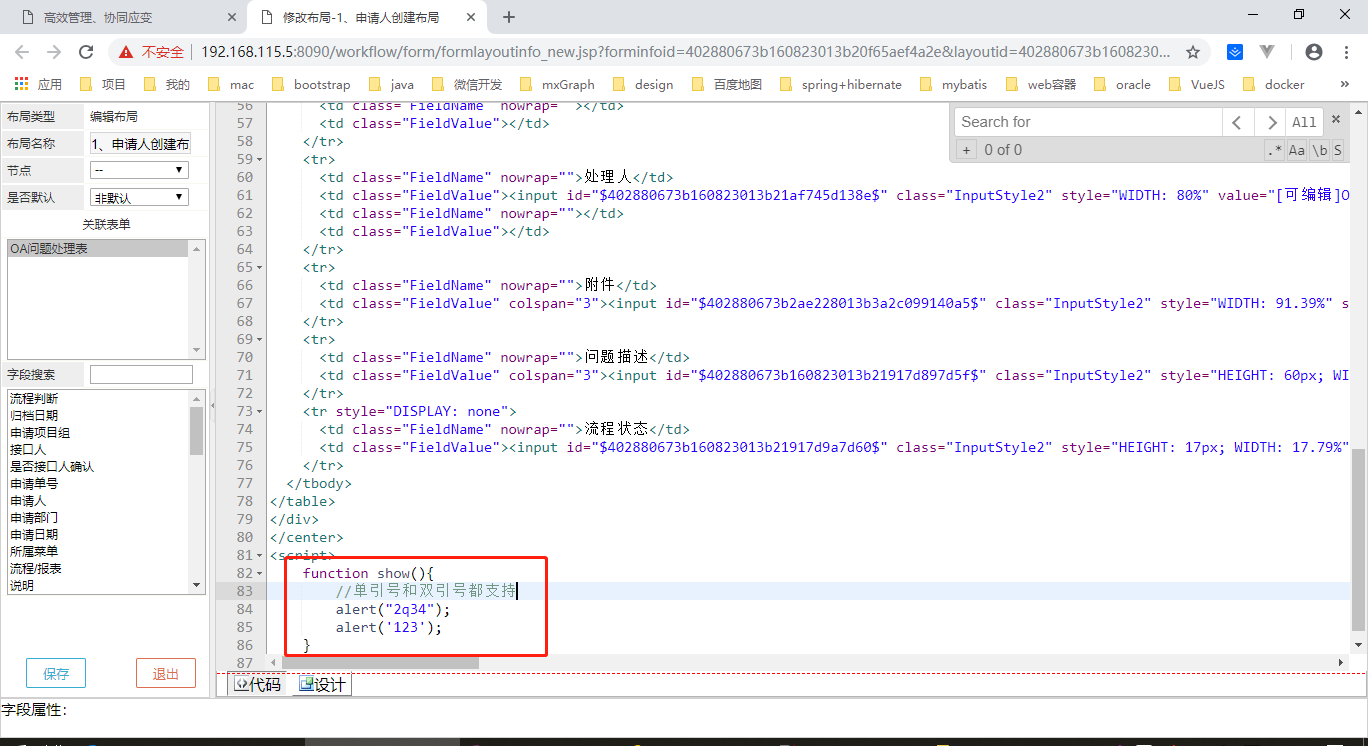 高效管理、协同应变
修改布局-1、申请人创建布局
不安全 192.168.115.5:8090/workflow/form/formlayoutinfo_new.jsp?forminfoid=402880673b160823013b20f65aef4a2e&layoutid=402880673b1608230...
应用 项目 我的 mac bootstrap java 微信开发 mxGraph design 百度地图 spring+hibernate mybatis web容器 oracle VueJS docker »
布局类型 编辑布局
布局名称 1、申请人创建布
节点 --
是否默认 非默认
关联表单
OA问题处理表
字段搜索
流程判断
归档日期
申请项目组
接口人
是否接口人确认
申请单号
申请人
申请部门
申请日期
所属菜单
流程/报表
说明
保存 退出
Search for All
+ 0 of 0 .* Aa \b S
56 <td class="FieldName" nowrap=""></td>
57 <td class="FieldValue"></td>
58 </tr>
59 <tr>
60 <td class="FieldName" nowrap="">处理人</td>
61 <td class="FieldValue"><input id="$402880673b160823013b21af745d138e$" class="InputStyle2" style="WIDTH: 80%" value="[可编辑]O
62 <td class="FieldName" nowrap=""></td>
63 <td class="FieldValue"></td>
64 </tr>
65 <tr>
66 <td class="FieldName" nowrap="">附件</td>
67 <td class="FieldValue" colspan="3"><input id="$402880673b2ae228013b3a2c099140a5$" class="InputStyle2" style="WIDTH: 91.39%" s
68 </tr>
69 <tr>
70 <td class="FieldName" nowrap="">问题描述</td>
71 <td class="FieldValue" colspan="3"><input id="$402880673b160823013b21917d897d5f$" class="InputStyle2" style="HEIGHT: 60px; WI
72 </tr>
73 <tr style="DISPLAY: none">
74 <td class="FieldName" nowrap="">流程状态</td>
75 <td class="FieldValue"><input id="$402880673b160823013b21917d9a7d60$" class="InputStyle2" style="HEIGHT: 17px; WIDTH: 17.79%"
76 </tr>
77 </tbody>
78 </table>
79 </div>
80 </center>
81 <script>
82 function show(){
83 //单引号和双引号都支持
84 alert("2q34");
85 alert('123');
86 }
87
代码 设计
字段属性: